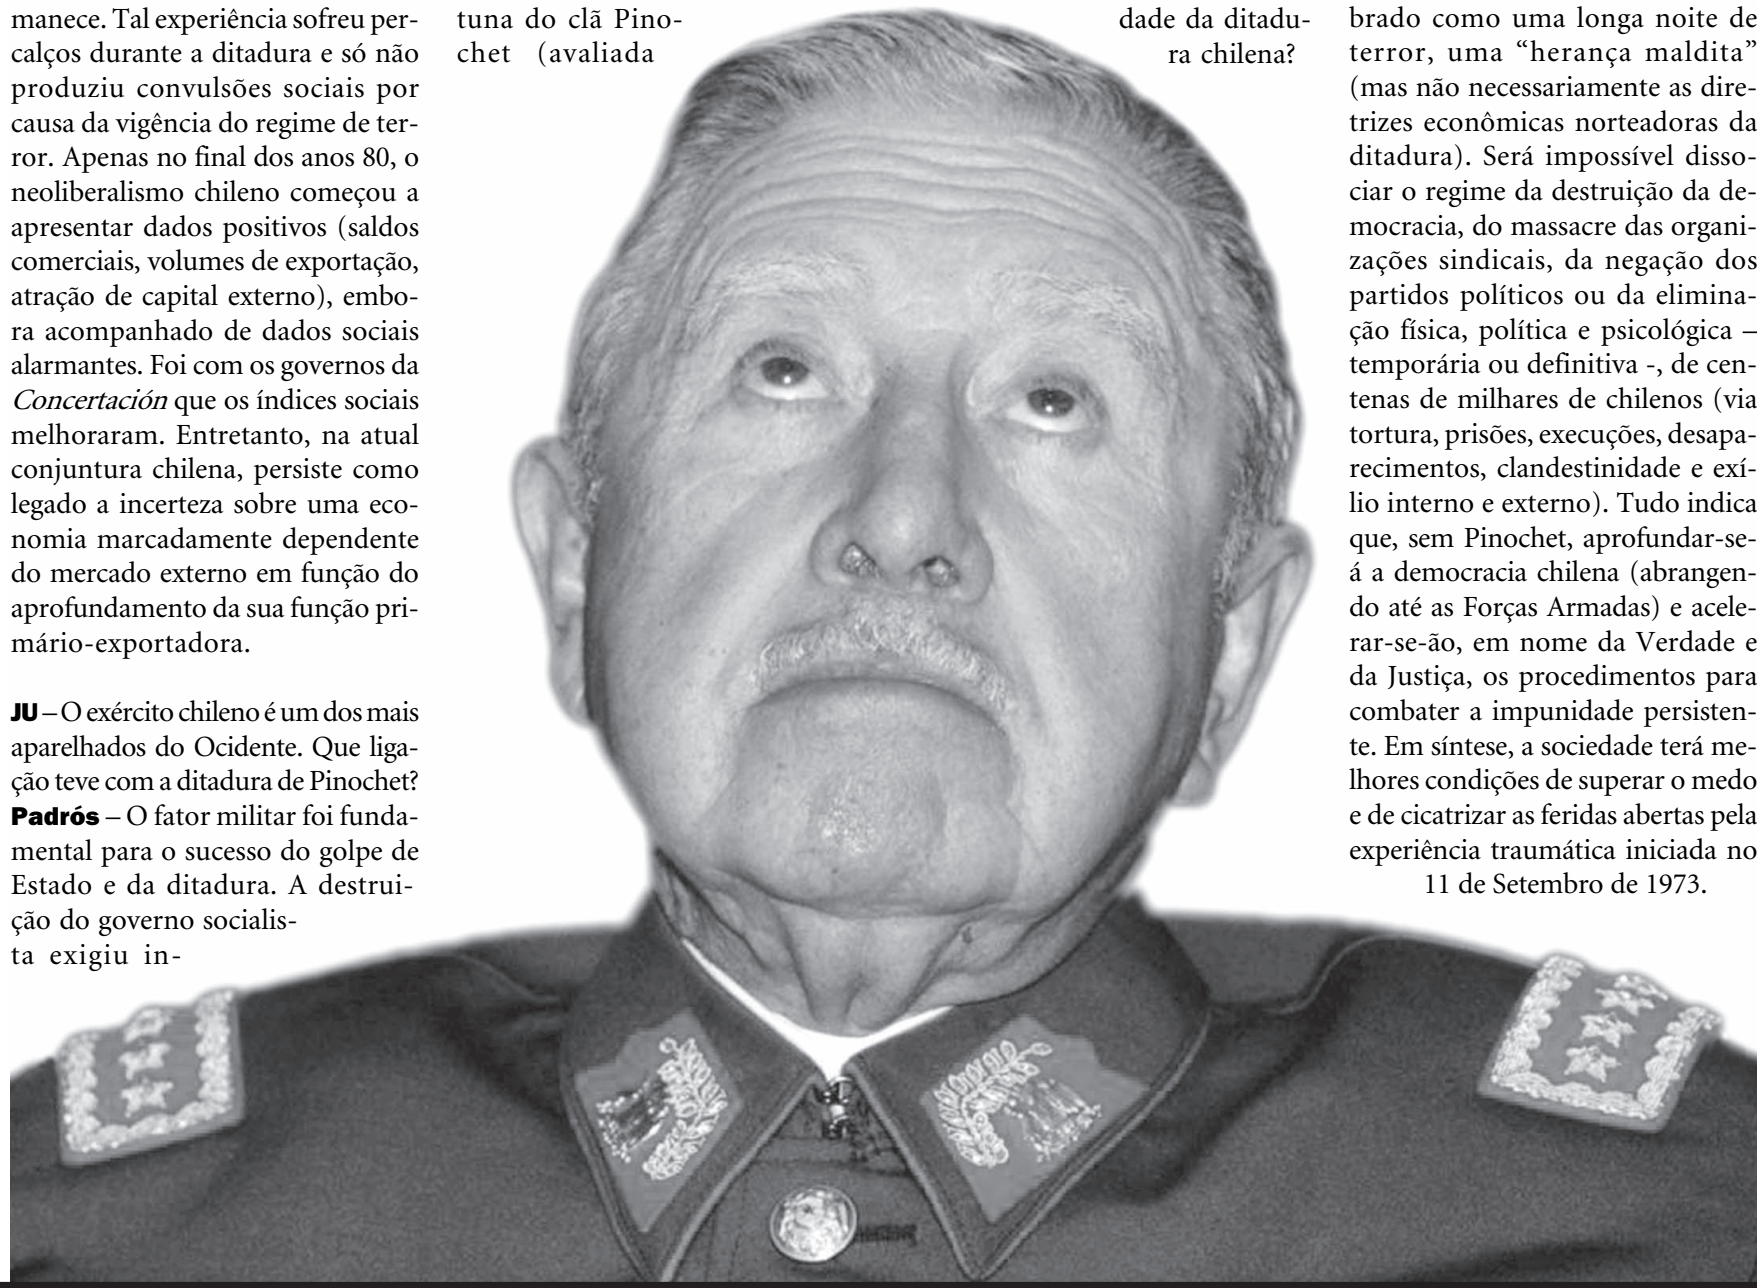 manece. Tal experiência sofreu per-
calços durante a ditadura e só não
produziu convulsões sociais por
causa da vigência do regime de ter-
ror. Apenas no final dos anos 80, o
neoliberalismo chileno começou a
apresentar dados positivos (saldos
comerciais, volumes de exportação,
atração de capital externo), embo-
ra acompanhado de dados sociais
alarmantes. Foi com os governos da
Concertación que os índices sociais
melhoraram. Entretanto, na atual
conjuntura chilena, persiste como
legado a incerteza sobre uma eco-
nomia marcadamente dependente
do mercado externo em função do
aprofundamento da sua função pri-
mário-exportadora.
JU – O exército chileno é um dos mais
aparelhados do Ocidente. Que liga-
ção teve com a ditadura de Pinochet?
Padrós – O fator militar foi funda-
mental para o sucesso do golpe de
Estado e da ditadura. A destrui-
ção do governo socialis-
ta exigiu in-
tuna do clã Pino-
chet (avaliada
dade da ditadu-
ra chilena?
brado como uma longa noite de
terror, uma “herança maldita”
(mas não necessariamente as dire-
trizes econômicas norteadoras da
ditadura). Será impossível disso-
ciar o regime da destruição da de-
mocracia, do massacre das organi-
zações sindicais, da negação dos
partidos políticos ou da elimina-
ção física, política e psicológica –
temporária ou definitiva -, de cen-
tenas de milhares de chilenos (via
tortura, prisões, execuções, desapa-
recimentos, clandestinidade e exí-
lio interno e externo). Tudo indica
que, sem Pinochet, aprofundar-se-
á a democracia chilena (abrangen-
do até as Forças Armadas) e acele-
rar-se-ão, em nome da Verdade e
da Justiça, os procedimentos para
combater a impunidade persisten-
te. Em síntese, a sociedade terá me-
lhores condições de superar o medo
e de cicatrizar as feridas abertas pela
experiência traumática iniciada no
11 de Setembro de 1973.